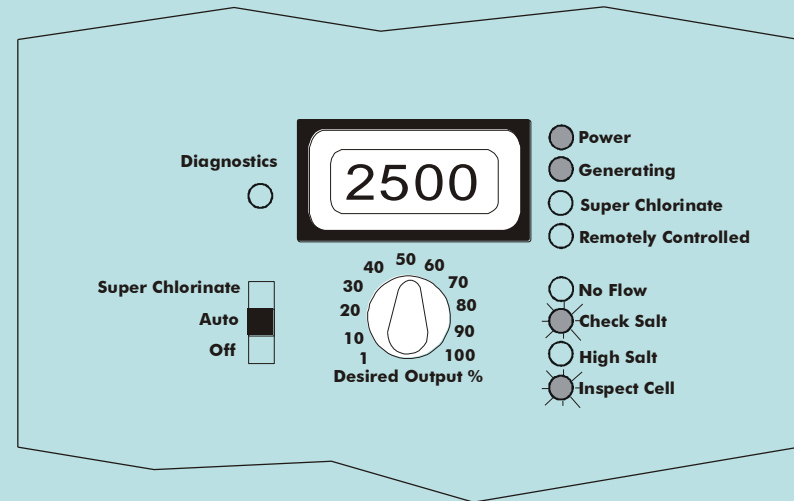 Diagnostics
2500
Power
Generating
Super Chlorinate
Remotely Controlled
Super Chlorinate
Auto
Off
1
10
20
30
40
50
60
70
80
90
100
Desired Output %
No Flow
Check Salt
High Salt
Inspect Cell